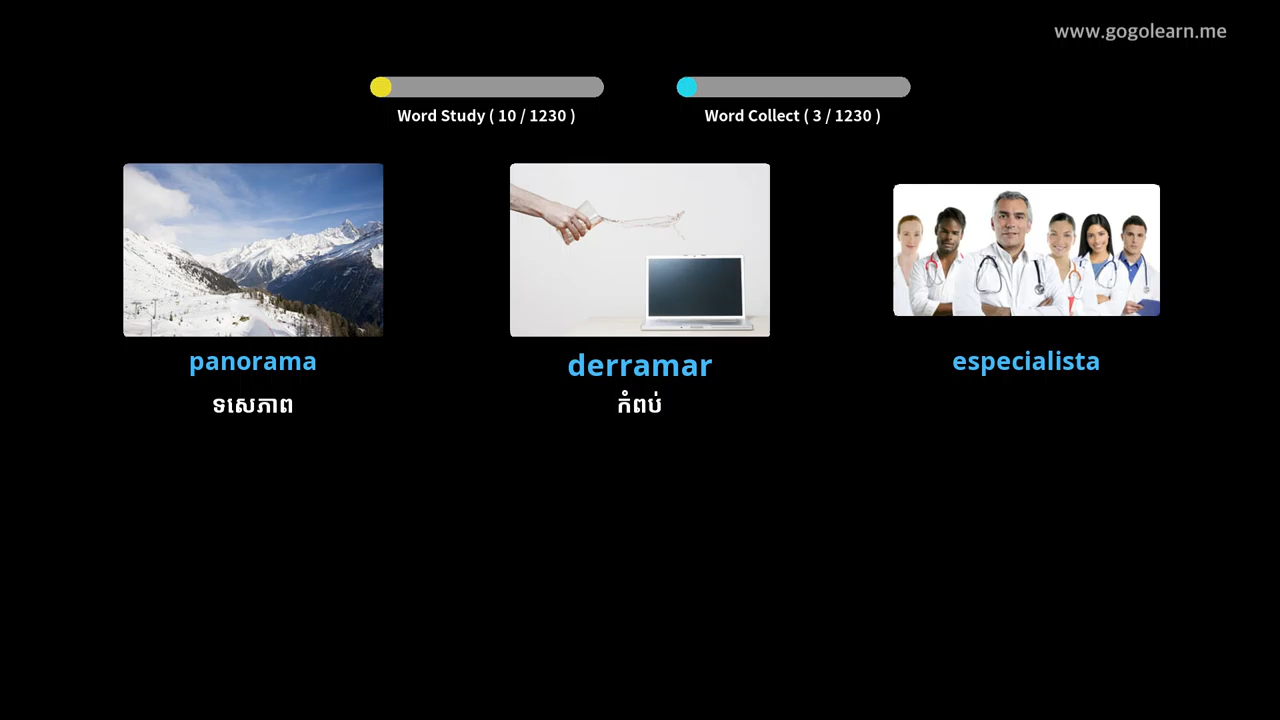 www.gogolearn.me
Word Study ( 10 / 1230 )
Word Collect ( 3 / 1230 )
panorama
derramar
especialista
ទសេភាព
កំពប់